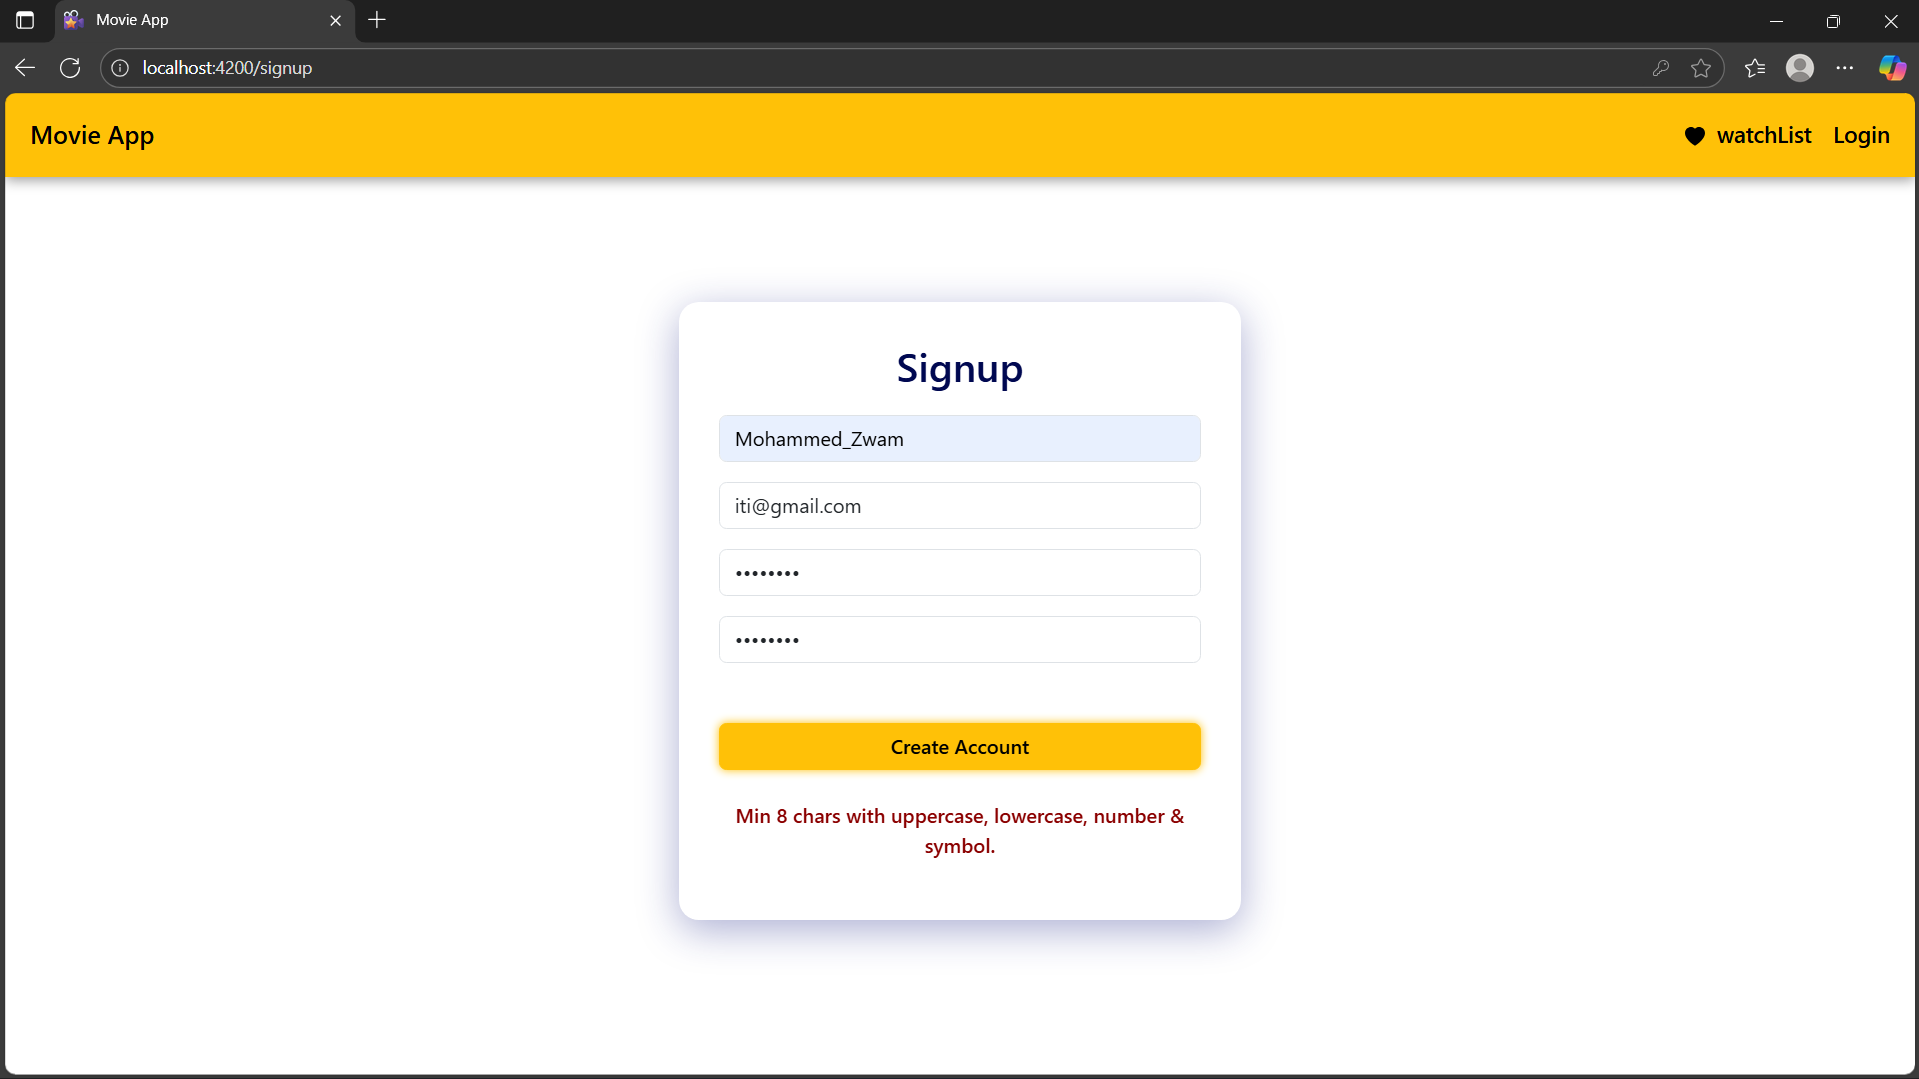 Movie App
localhost:4200/signup
Movie App
watchList Login
Signup
Mohammed_Zwam
iti@gmail.com
••••••••
••••••••
Create Account
Min 8 chars with uppercase, lowercase, number &
symbol.